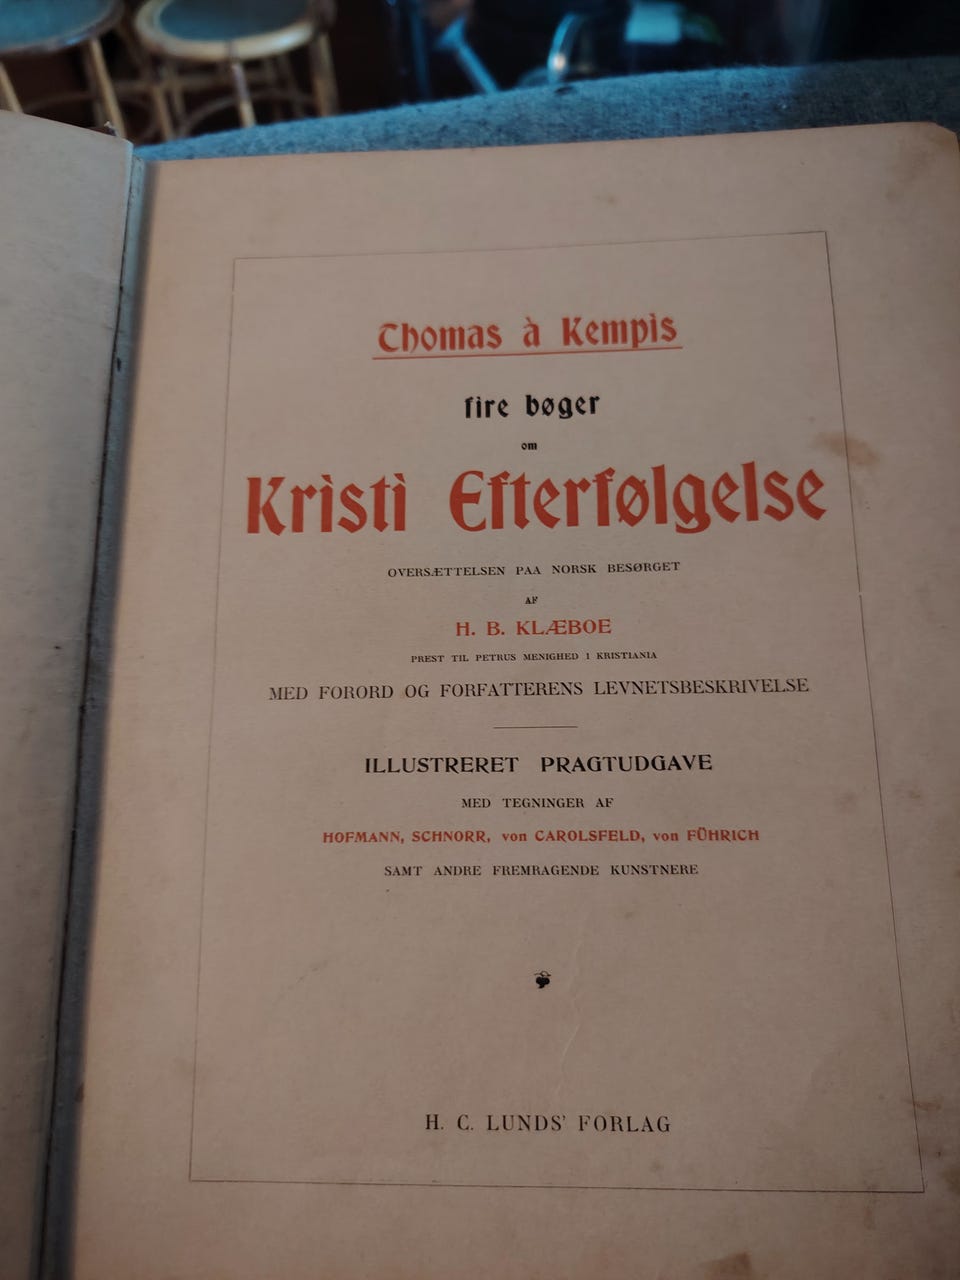 Thomas à Kempis
fire bøger
om
Kristi Efterfølgelse
OVERSÆTTELSEN PAA NORSK BESØRGET
AF
H. B. KLÆBOE
PREST TIL PETRUS MENIGHED I KRISTIANIA
MED FORORD OG FORFATTERENS LEVNETSBESKRIVELSE
ILLUSTRERET PRAGTUDGAVE
MED TEGNINGER AF
HOFMANN, SCHNORR, von CAROLSFELD, von FÜHRICH
SAMT ANDRE FREMRAGENDE KUNSTNERE
H. C. LUNDS' FORLAG